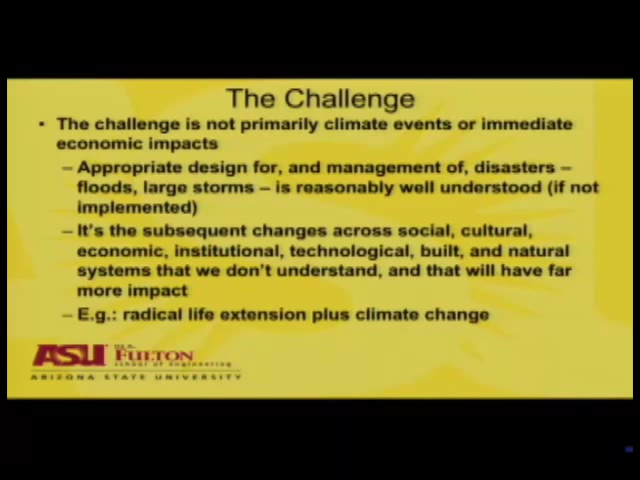 The Challenge
• The challenge is not primarily climate events or immediate
economic impacts
– Appropriate design for, and management of, disasters –
floods, large storms – is reasonably well understood (if not
implemented)
– It's the subsequent changes across social, cultural,
economic, institutional, technological, built, and natural
systems that we don't understand, and that will have far
more impact
– E.g.: radical life extension plus climate change
ASU
FULTON
school of engineering
ARIZONA STATE UNIVERSITY